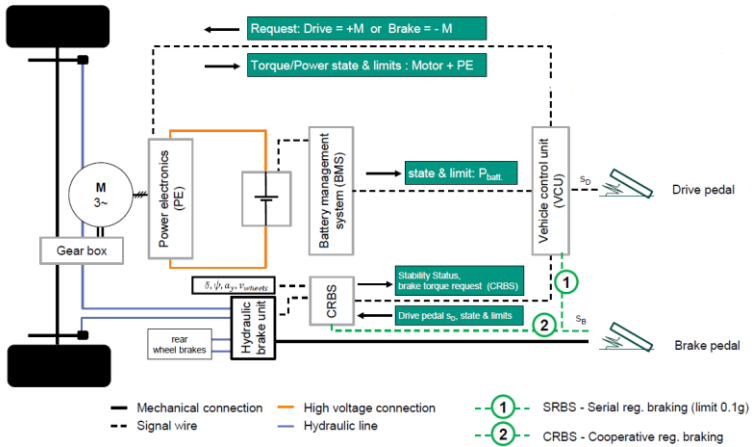 Request: Drive = +M or Brake = - M
Torque/Power state & limits : Motor + PE
M
3~
Gear box
Power electronics
(PE)
Battery management
system (BMS)
state & limit: Pbatt.
Vehicle control unit
(VCU)
sD
Drive pedal
δ, ψ, ay, vwheels
CRBS
Stability Status,
brake torque request (CRBS)
Drive pedal sD, state & limits
1
2
sB
Brake pedal
Hydraulic
brake unit
rear
wheel brakes
Mechanical connection
Signal wire
High voltage connection
Hydraulic line
1
SRBS - Serial reg. braking (limit 0.1g)
2
CRBS - Cooperative reg. braking